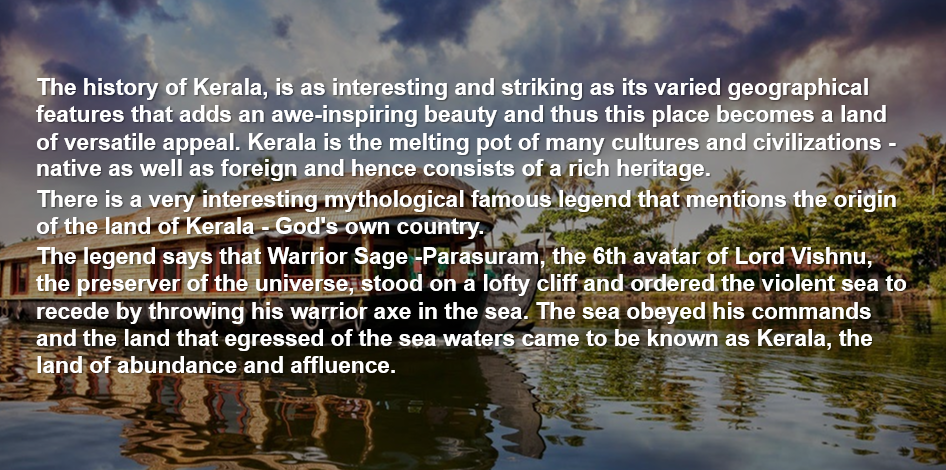 The history of Kerala, is as interesting and striking as its varied geographical
features that adds an awe-inspiring beauty and thus this place becomes a land
of versatile appeal. Kerala is the melting pot of many cultures and civilizations -
native as well as foreign and hence consists of a rich heritage.
There is a very interesting mythological famous legend that mentions the origin
of the land of Kerala - God's own country.
The legend says that Warrior Sage -Parasuram, the 6th avatar of Lord Vishnu,
the preserver of the universe, stood on a lofty cliff and ordered the violent sea to
recede by throwing his warrior axe in the sea. The sea obeyed his commands
and the land that egressed of the sea waters came to be known as Kerala, the
land of abundance and affluence.